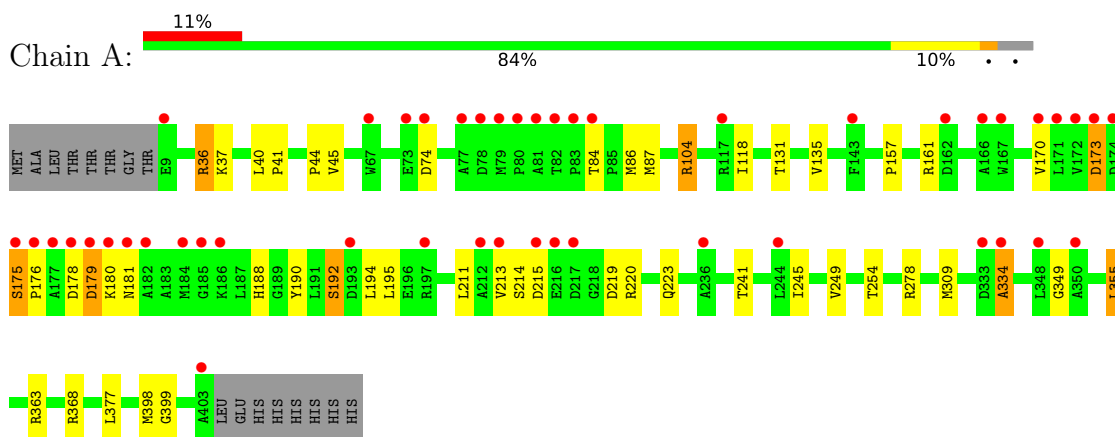 11%
Chain A:
84% 10% • •
MET ALA LEU THR THR THR GLY THR E9 R36 K37 L40 P41 P44 V45 W67 E73 D74 A77 D78 M79 P80 A81 T82 P83 T84 P85 M86 M87 R104 R117 I118 T131 V135 F143 P157 R161 D162 A166 W167 V170 L171 V172 D173 D174
S175 P176 A177 D178 D179 K180 N181 A182 A183 M184 G185 K186 L187 H188 G189 Y190 L191 S192 D193 L194 L195 E196 R197 L211 A212 V213 S214 D215 E216 D217 G218 D219 R220 Q223 A236 T241 L244 I245 V249 T254 R278 M309 D333 A334 L348 G349 A350 L355
R363 R368 L377 M398 G399 A403 LEU GLU HIS HIS HIS HIS HIS HIS